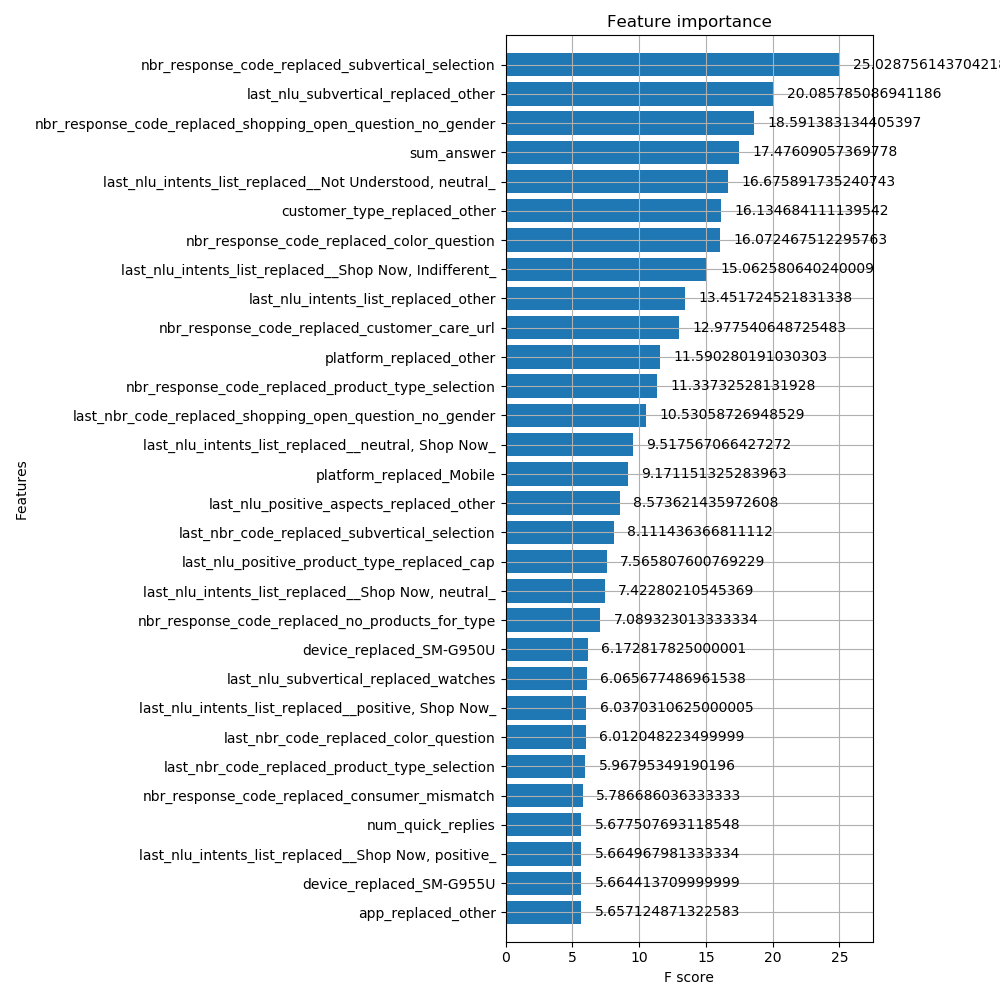 Feature importance
nbr_response_code_replaced_subvertical_selection 25.028756143704218
last_nlu_subvertical_replaced_other 20.085785086941186
nbr_response_code_replaced_shopping_open_question_no_gender 18.591383134405397
sum_answer 17.47609057369778
last_nlu_intents_list_replaced__Not Understood, neutral_ 16.675891735240743
customer_type_replaced_other 16.134684111139542
nbr_response_code_replaced_color_question 16.072467512295763
last_nlu_intents_list_replaced__Shop Now, Indifferent_ 15.062580640240009
last_nlu_intents_list_replaced_other 13.451724521831338
nbr_response_code_replaced_customer_care_url 12.977540648725483
platform_replaced_other 11.590280191030303
nbr_response_code_replaced_product_type_selection 11.33732528131928
last_nbr_code_replaced_shopping_open_question_no_gender 10.53058726948529
last_nlu_intents_list_replaced__neutral, Shop Now_ 9.517567066427272
platform_replaced_Mobile 9.171151325283963
last_nlu_positive_aspects_replaced_other 8.573621435972608
last_nbr_code_replaced_subvertical_selection 8.111436366811112
last_nlu_positive_product_type_replaced_cap 7.565807600769229
last_nlu_intents_list_replaced__Shop Now, neutral_ 7.42280210545369
nbr_response_code_replaced_no_products_for_type 7.089323013333334
device_replaced_SM-G950U 6.172817825000001
last_nlu_subvertical_replaced_watches 6.065677486961538
last_nlu_intents_list_replaced__positive, Shop Now_ 6.0370310625000005
last_nbr_code_replaced_color_question 6.012048223499999
last_nbr_code_replaced_product_type_selection 5.96795349190196
nbr_response_code_replaced_consumer_mismatch 5.786686036333333
num_quick_replies 5.677507693118548
last_nlu_intents_list_replaced__Shop Now, positive_ 5.664967981333334
device_replaced_SM-G955U 5.664413709999999
app_replaced_other 5.657124871322583
0 5 10 15 20 25
F score
Features